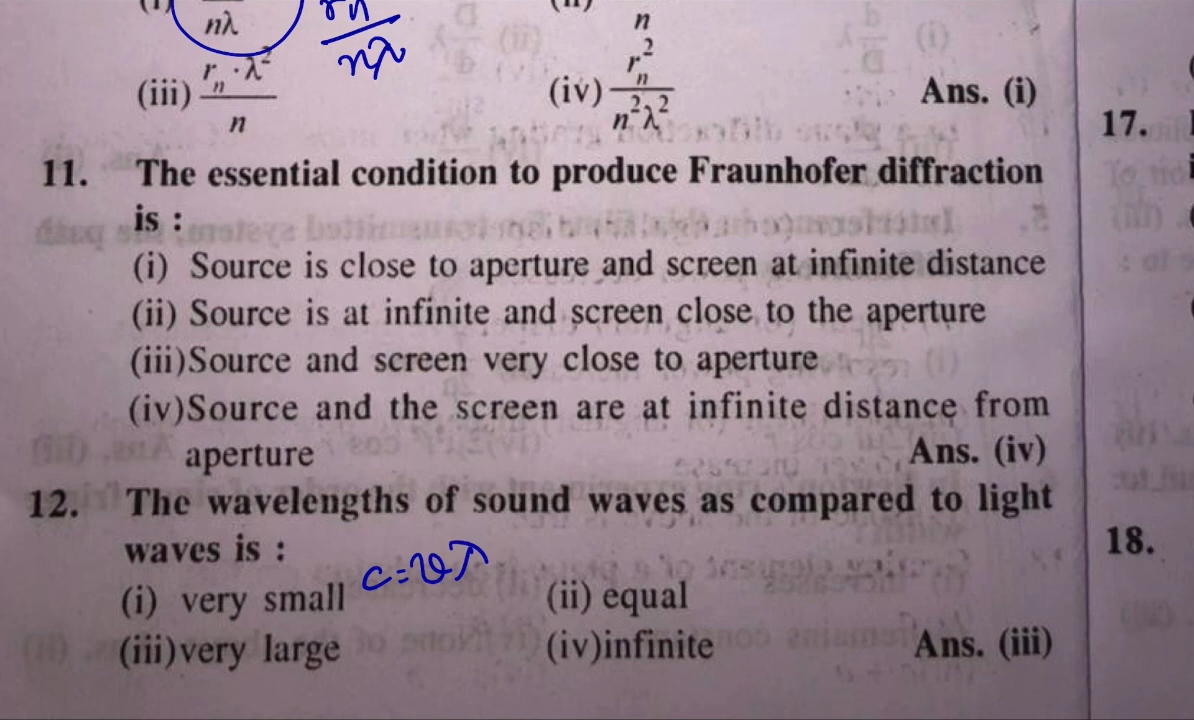 nλ
rn
nλ
n
(iii) rₙ·λ²
n
(iv) r²ₙ
n²λ²
Ans. (i)
17.
11. The essential condition to produce Fraunhofer diffraction
is :
(i) Source is close to aperture and screen at infinite distance
(ii) Source is at infinite and screen close to the aperture
(iii)Source and screen very close to aperture
(iv)Source and the screen are at infinite distance from
aperture Ans. (iv)
12. The wavelengths of sound waves as compared to light
waves is :
c=υλ
18.
(i) very small (ii) equal
(iii)very large (iv)infinite Ans. (iii)